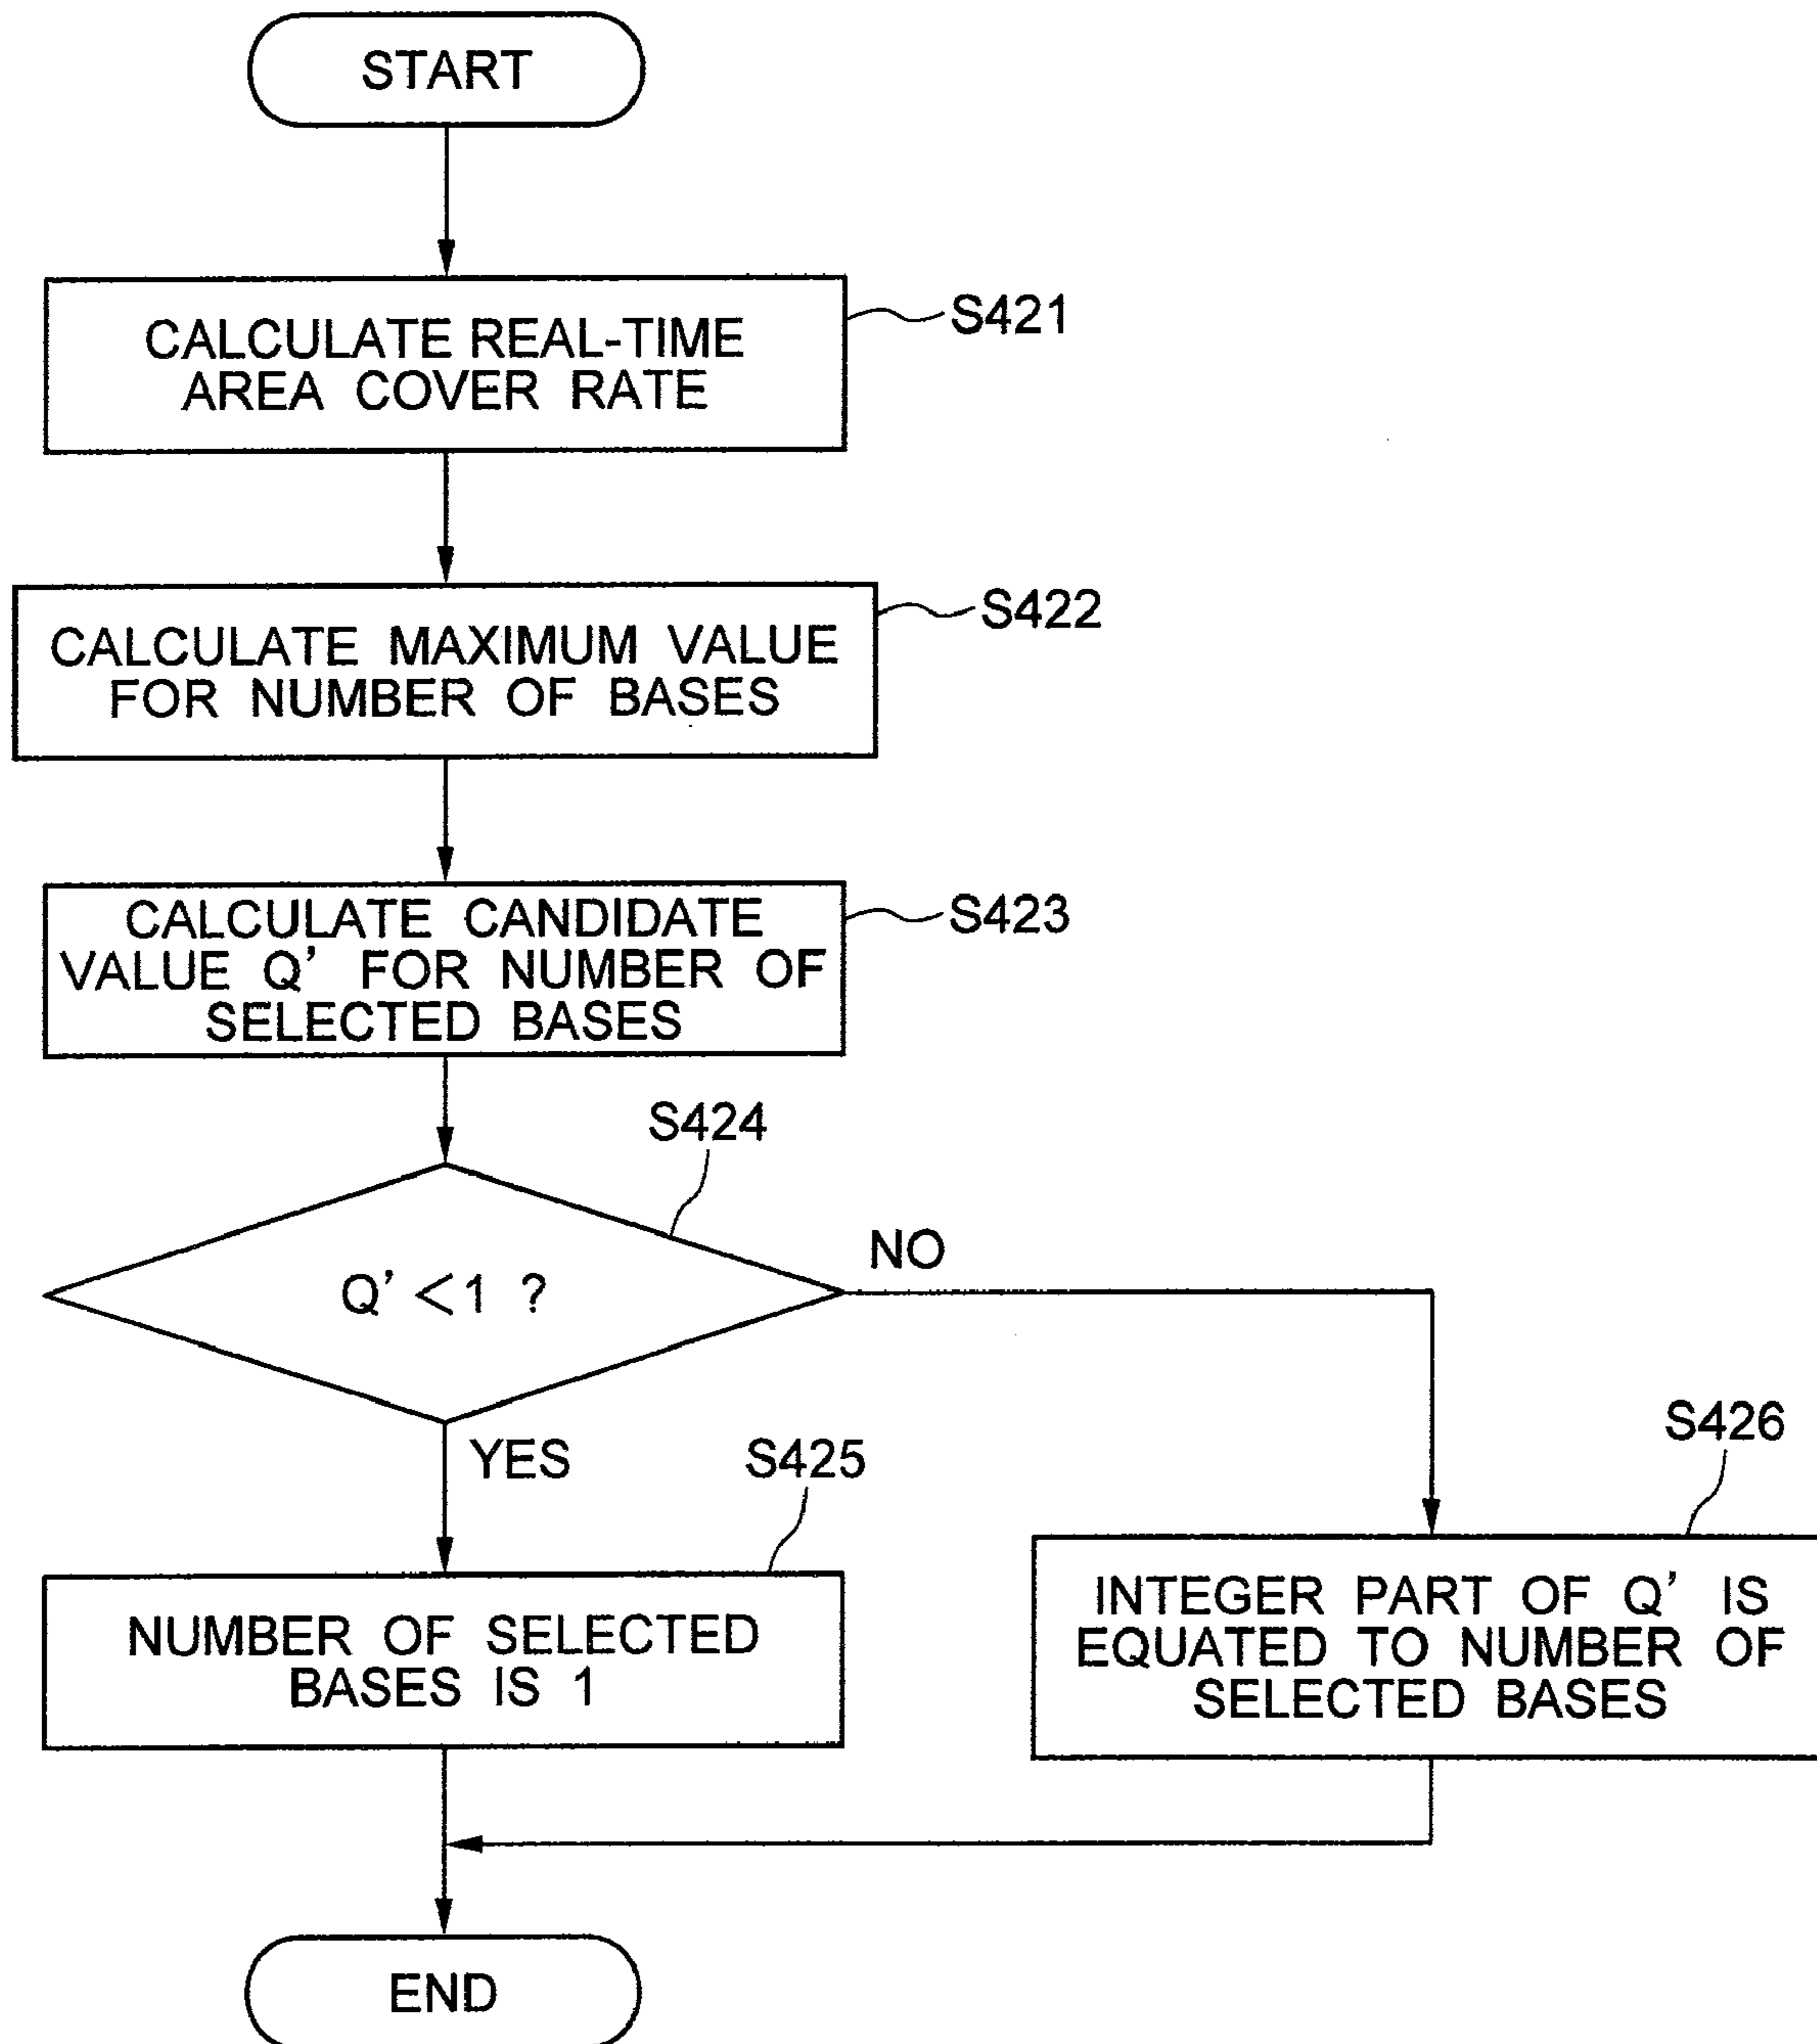 START
CALCULATE REAL-TIME
AREA COVER RATE
S421
CALCULATE MAXIMUM VALUE
FOR NUMBER OF BASES
S422
CALCULATE CANDIDATE
VALUE Q’ FOR NUMBER OF
SELECTED BASES
S423
S424
Q’ <1 ?
NO
YES
S425
NUMBER OF SELECTED
BASES IS 1
S426
INTEGER PART OF Q’ IS
EQUATED TO NUMBER OF
SELECTED BASES
END